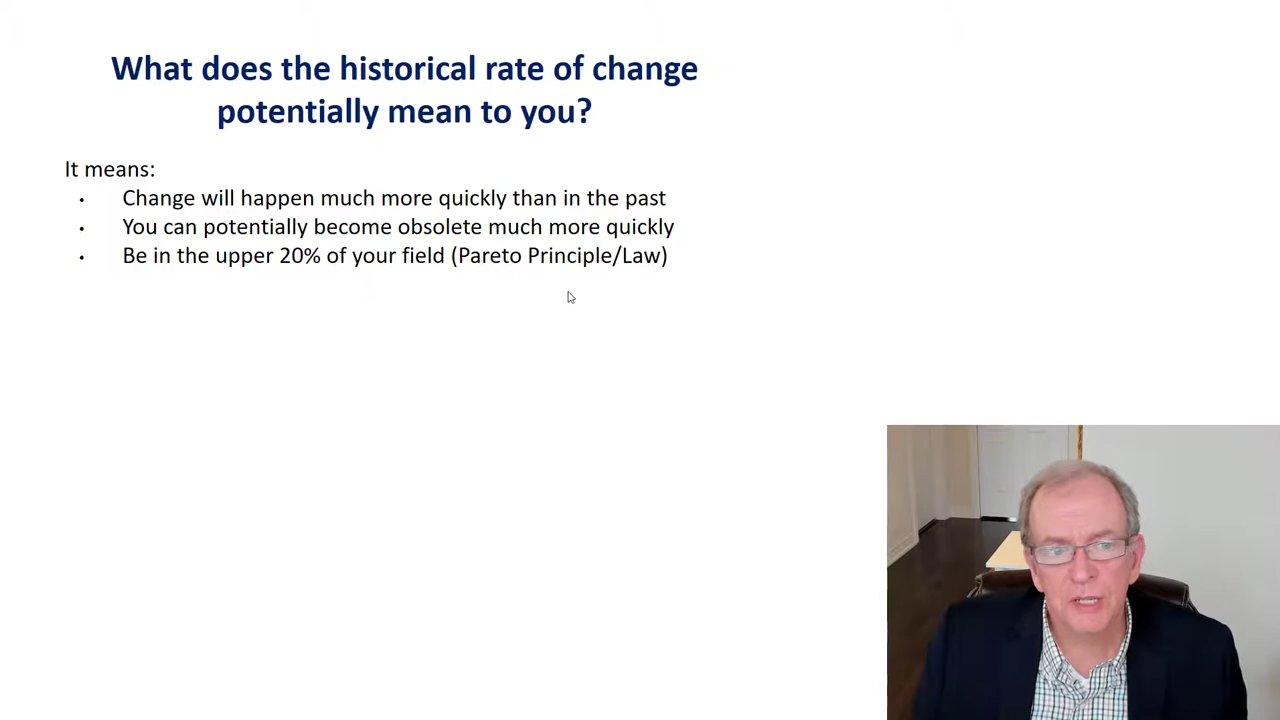 What does the historical rate of change
potentially mean to you?
It means:
• Change will happen much more quickly than in the past
• You can potentially become obsolete much more quickly
• Be in the upper 20% of your field (Pareto Principle/Law)